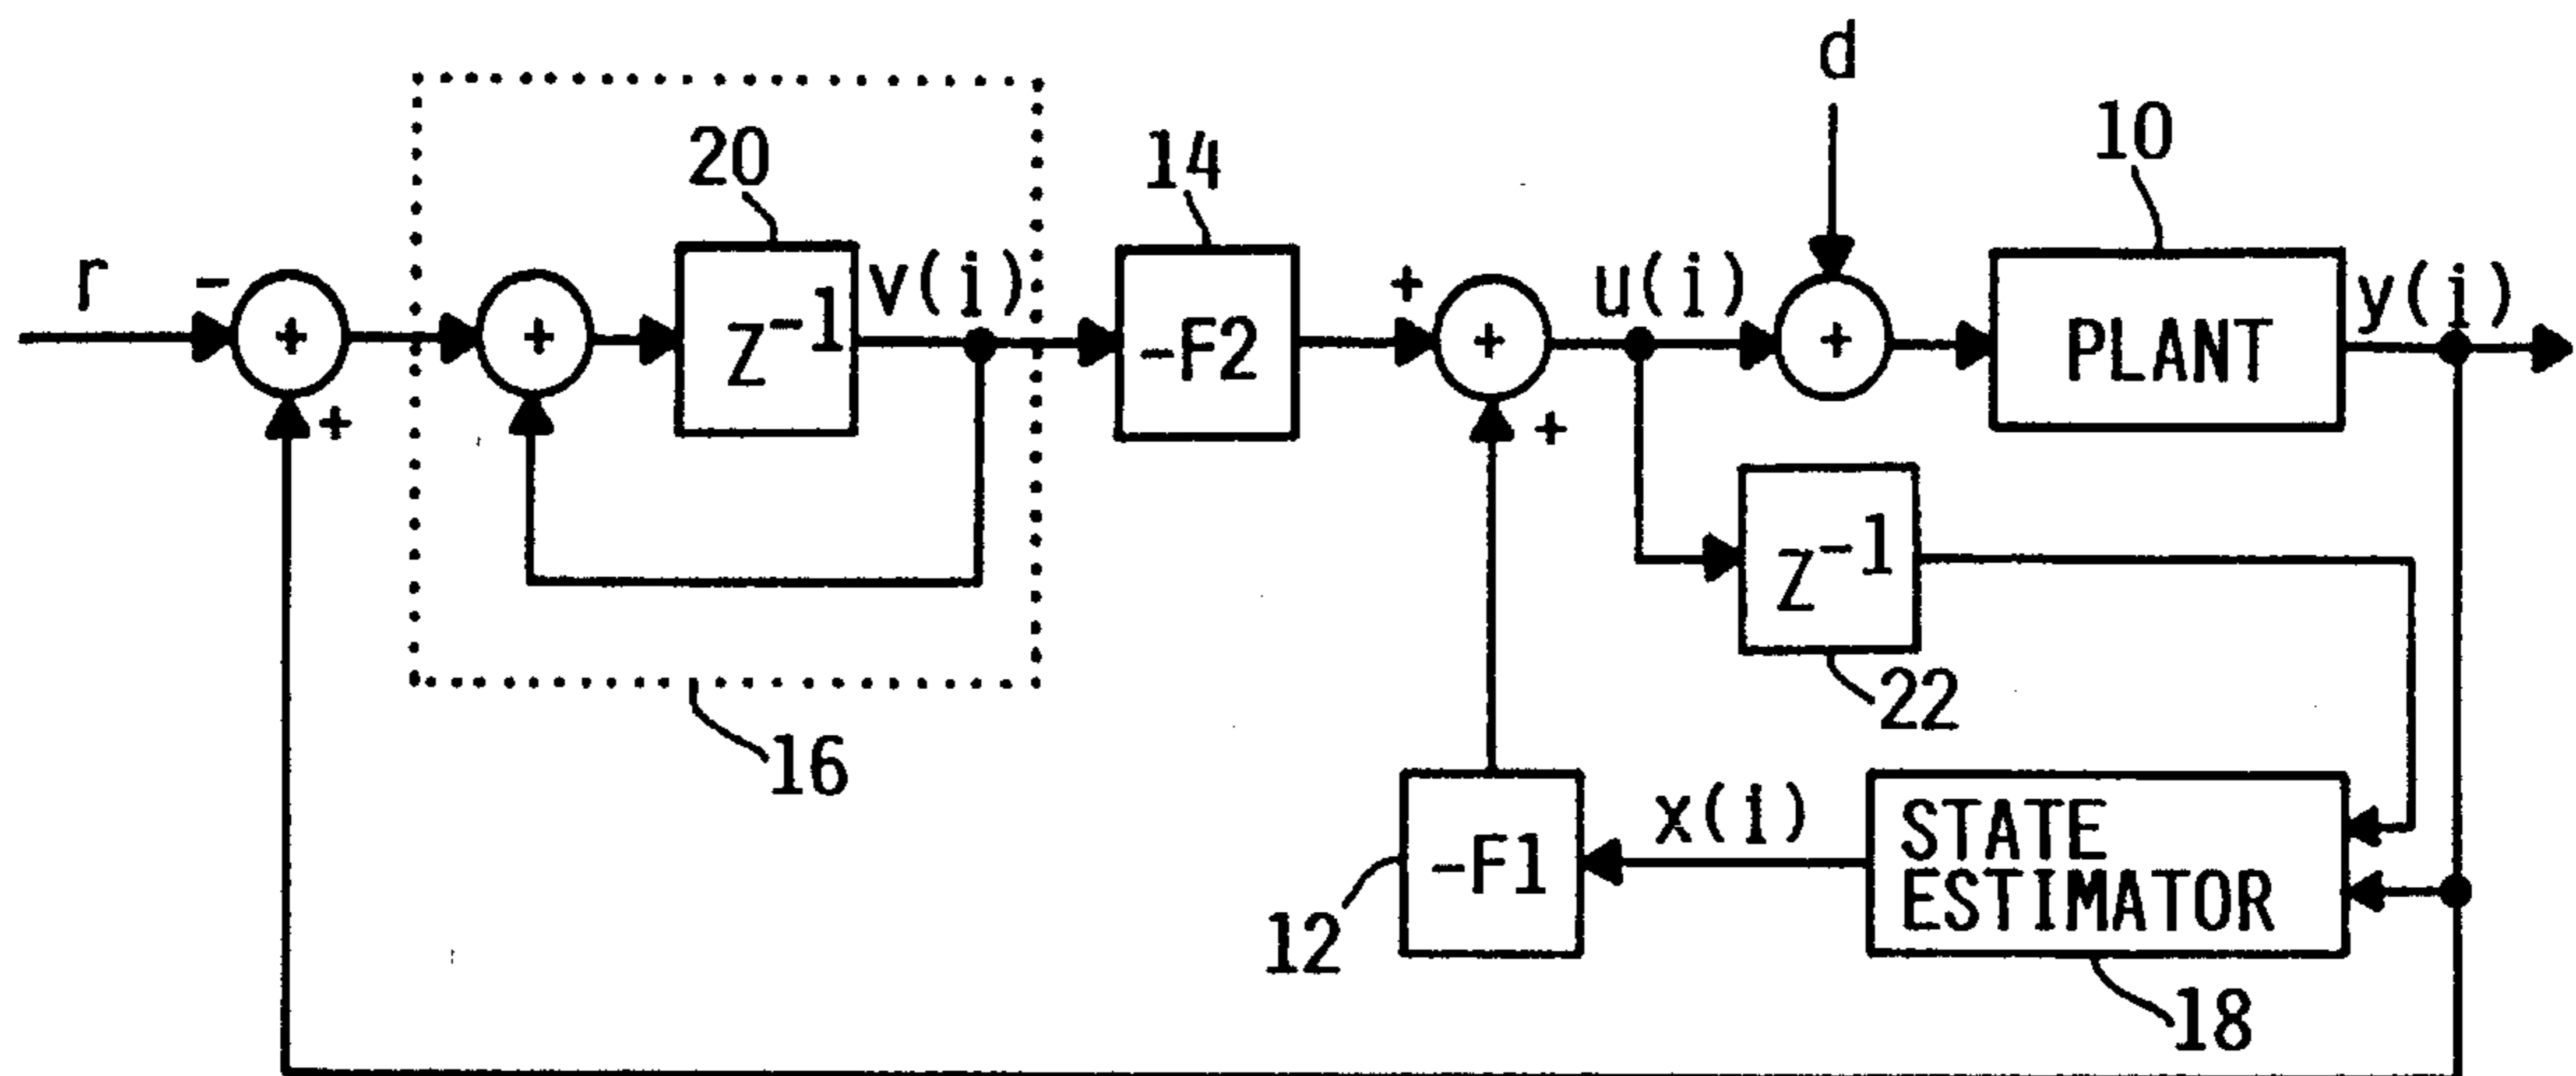 d
20
14
10
r
-
+
+
Z-1
v(i)
-F2
+
+
u(i)
+
PLANT
y(i)
+
+
Z-1
22
16
12
-F1
x(i)
STATE
ESTIMATOR
18